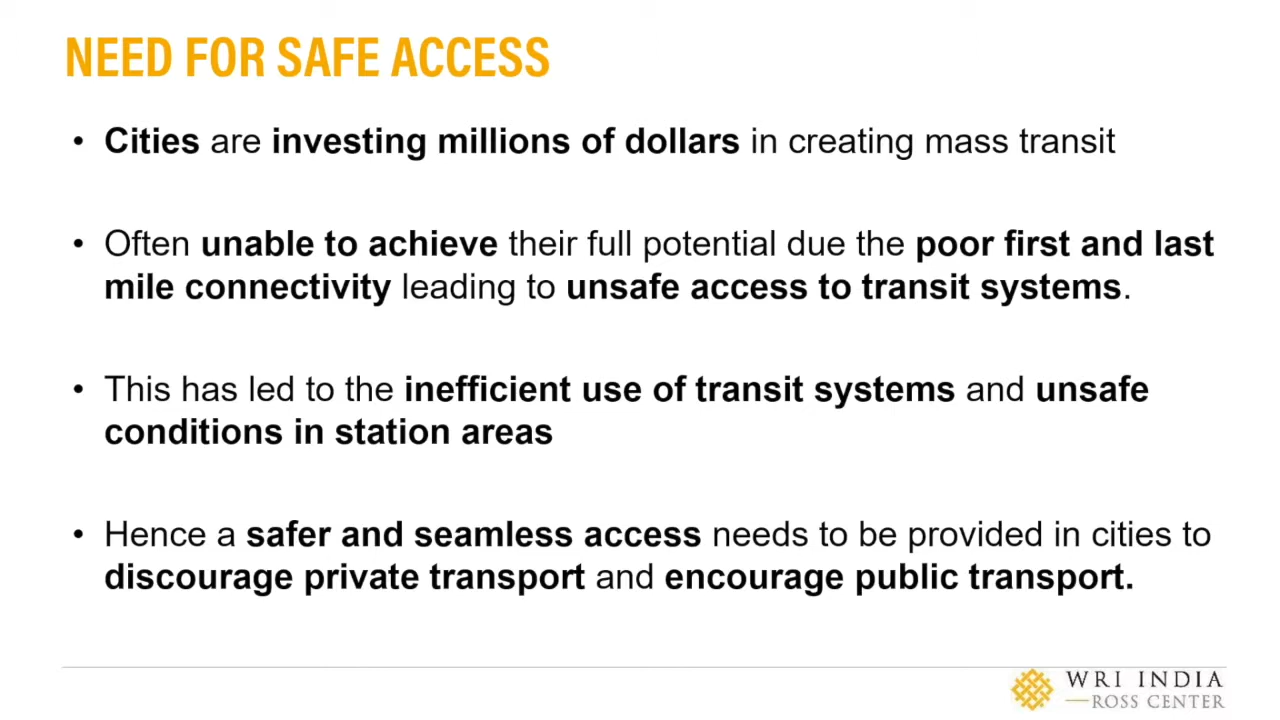 NEED FOR SAFE ACCESS
• Cities are investing millions of dollars in creating mass transit
• Often unable to achieve their full potential due the poor first and last
mile connectivity leading to unsafe access to transit systems.
• This has led to the inefficient use of transit systems and unsafe
conditions in station areas
• Hence a safer and seamless access needs to be provided in cities to
discourage private transport and encourage public transport.
WRI INDIA
ROSS CENTER